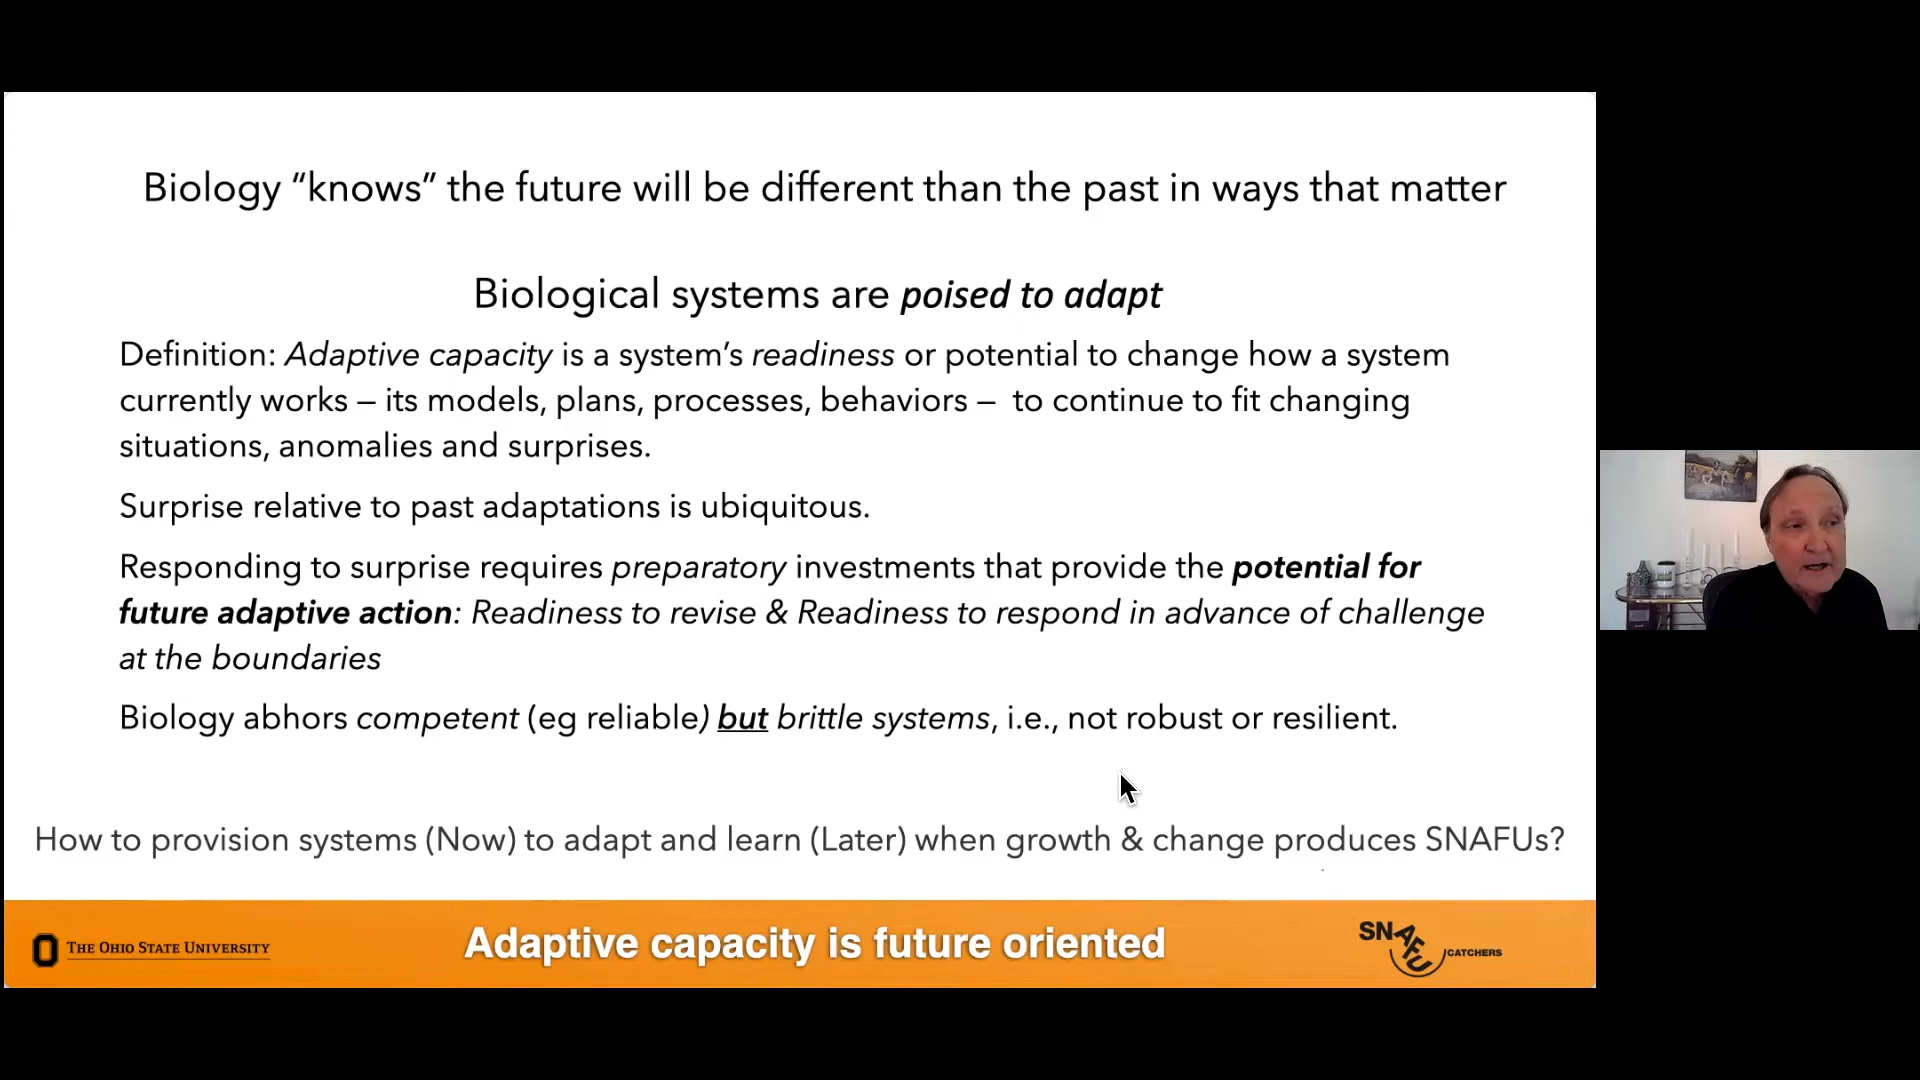 Biology “knows” the future will be different than the past in ways that matter
Biological systems are poised to adapt
Definition: Adaptive capacity is a system’s readiness or potential to change how a system
currently works – its models, plans, processes, behaviors –  to continue to fit changing
situations, anomalies and surprises.
Surprise relative to past adaptations is ubiquitous.
Responding to surprise requires preparatory investments that provide the potential for
future adaptive action: Readiness to revise & Readiness to respond in advance of challenge
at the boundaries
Biology abhors competent (eg reliable) but brittle systems, i.e., not robust or resilient.
How to provision systems (Now) to adapt and learn (Later) when growth & change produces SNAFUs?
THE OHIO STATE UNIVERSITY
Adaptive capacity is future oriented
SNAFU CATCHERS